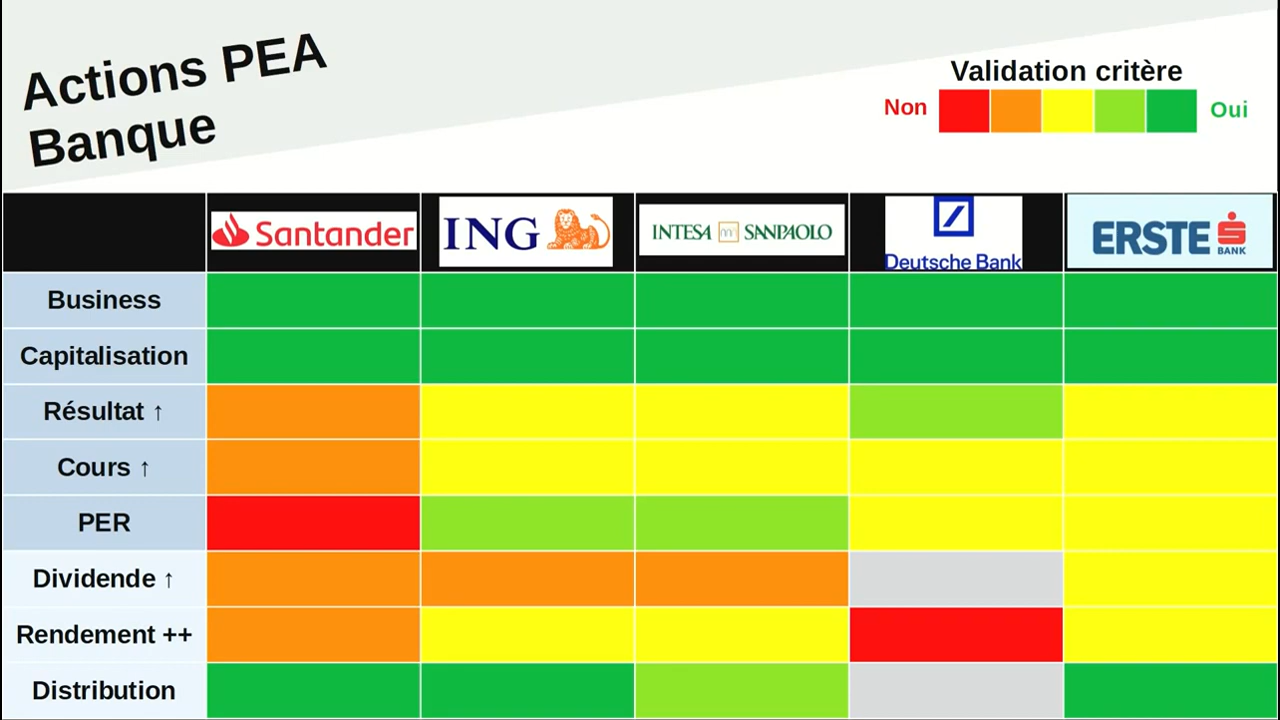 Actions PEA
Banque
Validation critère
Non
Oui
Santander
ING
INTESA m SANPAOLO
Deutsche Bank
ERSTE S BANK
Business
Capitalisation
Résultat ↑
Cours ↑
PER
Dividende ↑
Rendement ++
Distribution